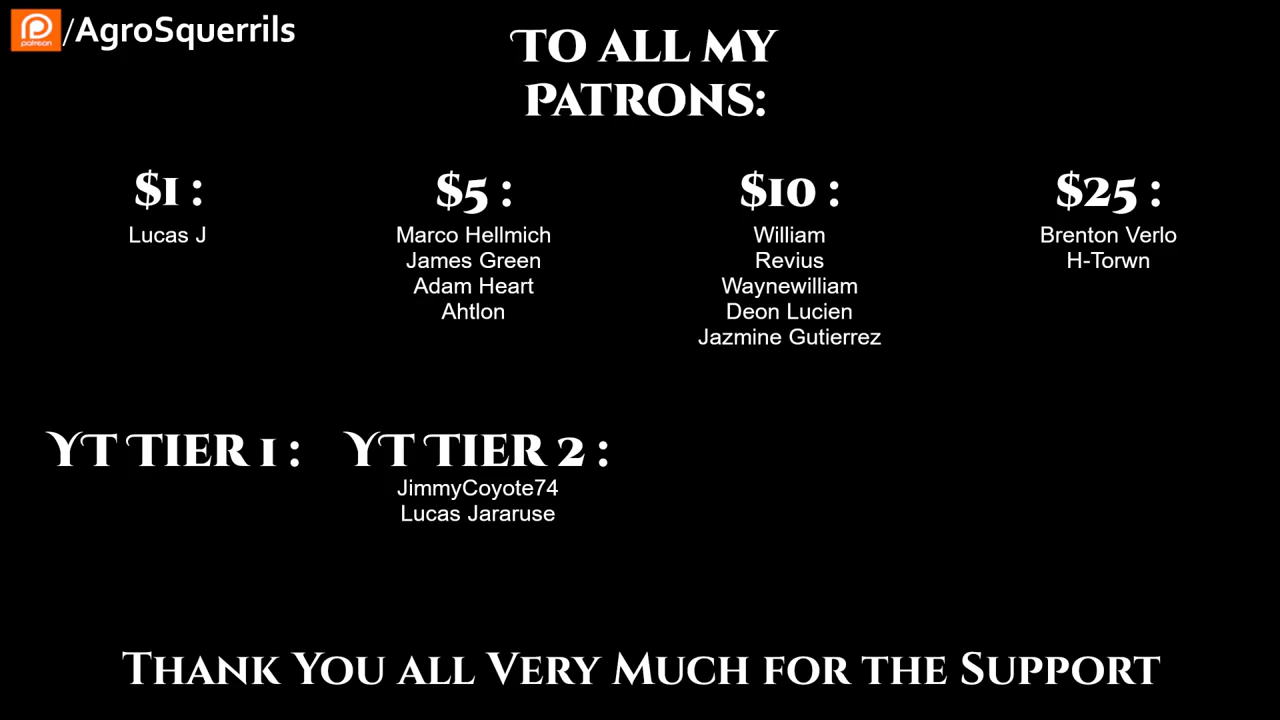 patreon
/AgroSquerrils
To all my
Patrons:
$1 :
Lucas J
$5 :
Marco Hellmich
James Green
Adam Heart
Ahtlon
$10 :
William
Revius
Waynewilliam
Deon Lucien
Jazmine Gutierrez
$25 :
Brenton Verlo
H-Torwn
YT Tier 1 :
YT Tier 2 :
JimmyCoyote74
Lucas Jararuse
Thank You all Very Much for the Support